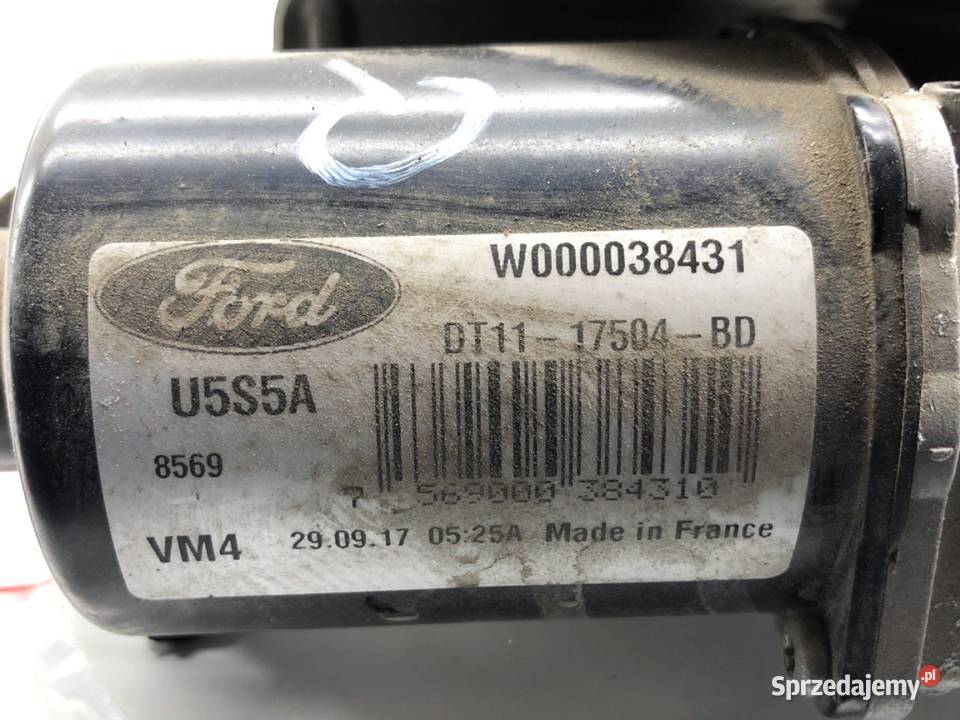 Ford
W000038431
DT11-17504-BD
U5S5A
8569
7 569000 384310
VM4 29.09.17 05:25A Made in France
Sprzedajemy.pl